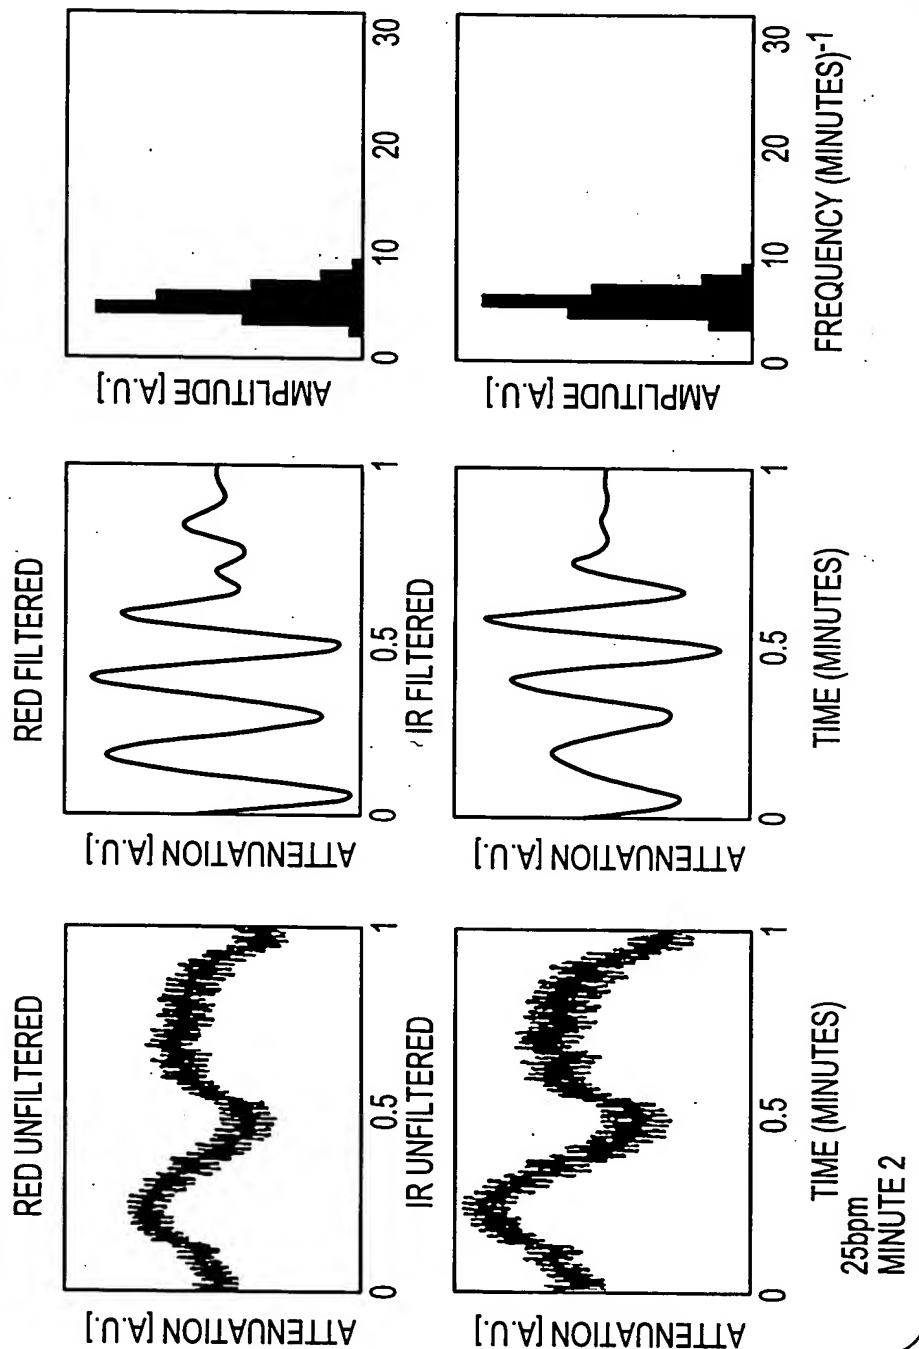 RED UNFILTERED
ATTENUATION [A.U.]
0
0.5
1
RED FILTERED
ATTENUATION [A.U.]
0
0.5
1
AMPLITUDE [A.U.]
0
10
20
30
IR UNFILTERED
ATTENUATION [A.U.]
0
0.5
1
TIME (MINUTES)
IR FILTERED
ATTENUATION [A.U.]
0
0.5
1
TIME (MINUTES)
AMPLITUDE [A.U.]
0
10
20
30
FREQUENCY (MINUTES)⁻¹
25bpm
MINUTE 2